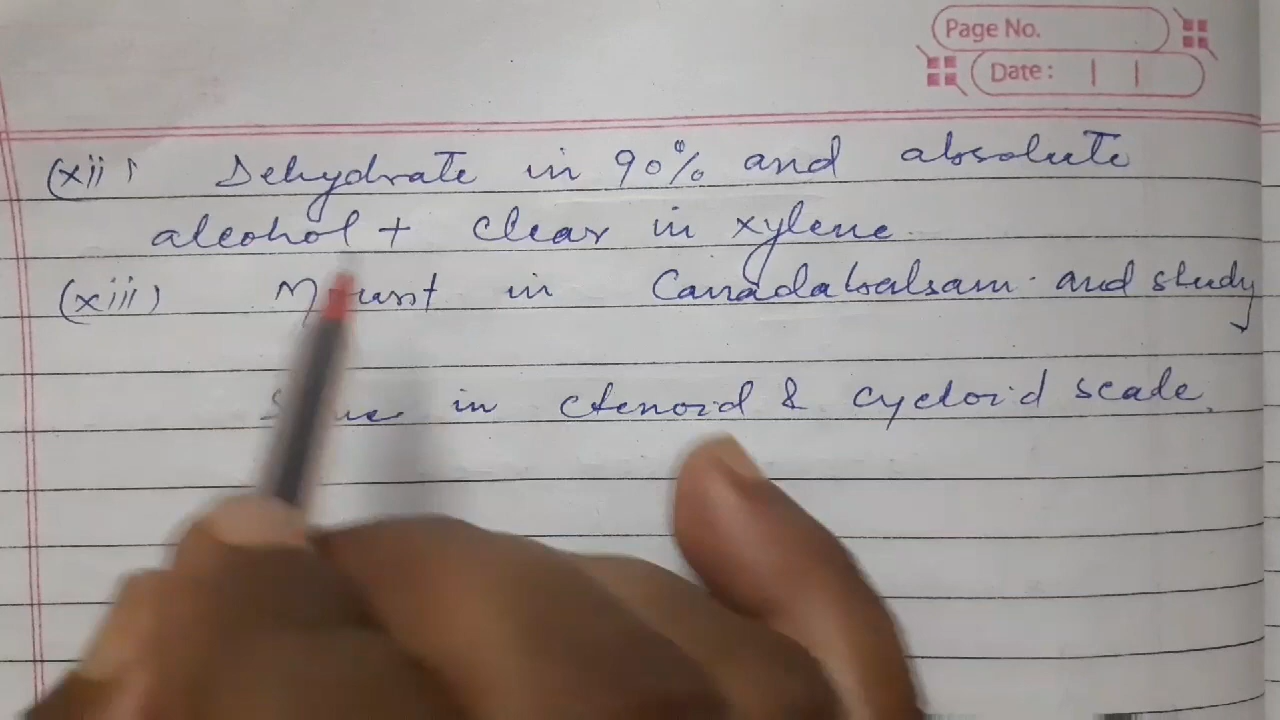 Page No.
Date :
(xii) Dehydrate in 90% and absolute
alcohol + clear in xylene.
(xiii) Mount in Canadabalsam. and study
in ctenoid & cycloid scale.